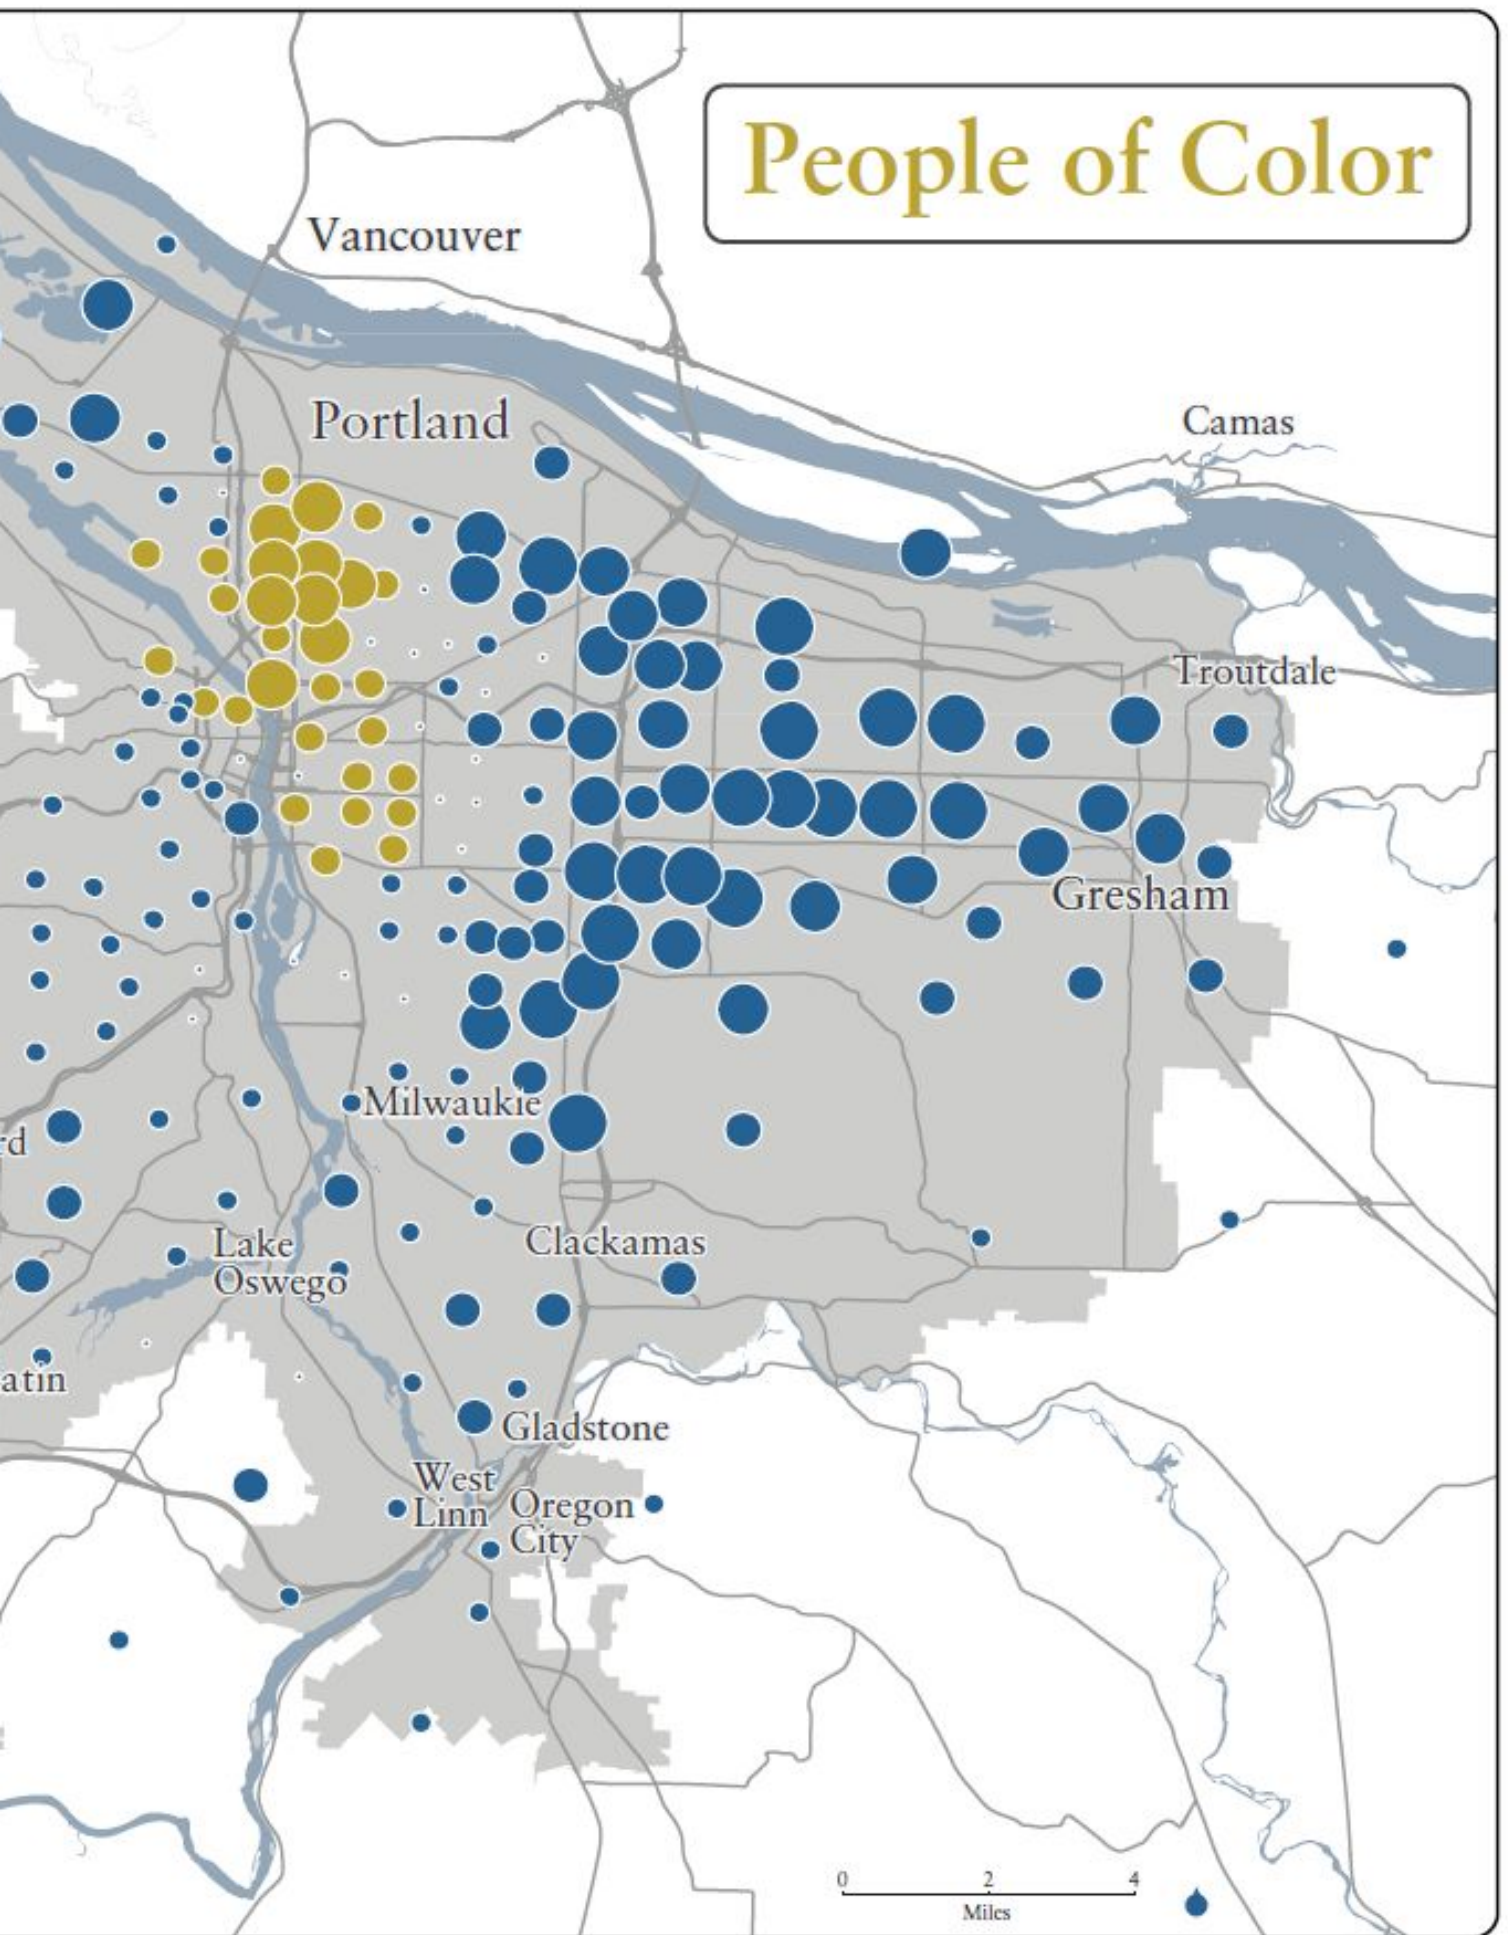 People of Color
Vancouver
Portland
Camas
Troutdale
Gresham
Milwaukie
rd
Lake
Oswego
Clackamas
atin
Gladstone
West
Linn
Oregon
City
0 2 4
Miles